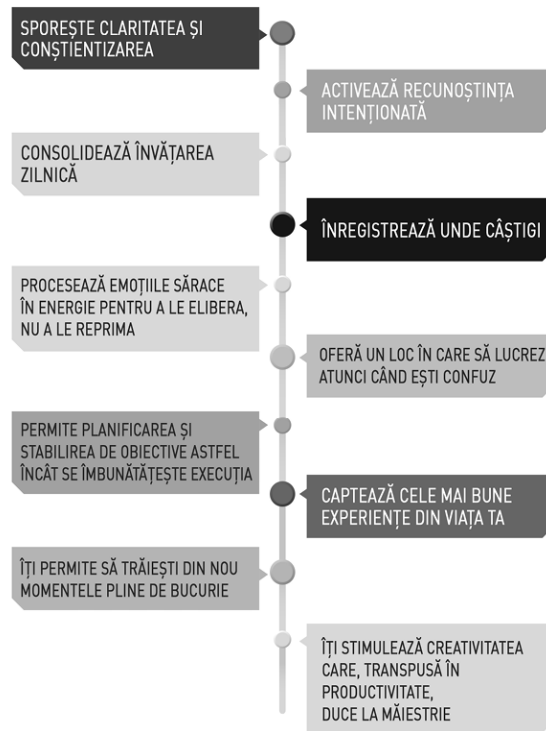 SPOREȘTE CLARITATEA ȘI
CONȘTIENTIZAREA
ACTIVEAZĂ RECUNOȘTINȚA
INTENȚIONATĂ
CONSOLIDEAZĂ ÎNVĂȚAREA
ZILNICĂ
ÎNREGISTREAZĂ UNDE CÂȘTIGI
PROCESEAZĂ EMOȚIILE SĂRACE
ÎN ENERGIE PENTRU A LE ELIBERA,
NU A LE REPRIMA
OFERĂ UN LOC ÎN CARE SĂ LUCREZ
ATUNCI CÂND EȘTI CONFUZ
PERMITE PLANIFICAREA ȘI
STABILIREA DE OBIECTIVE ASTFEL
ÎNCÂT SE ÎMBUNĂTĂȚEȘTE EXECUȚIA
CAPTEAZĂ CELE MAI BUNE
EXPERIENȚE DIN VIAȚA TA
ÎȚI PERMITE SĂ TRĂIEȘTI DIN NOU
MOMENTELE PLINE DE BUCURIE
ÎȚI STIMULEAZĂ CREATIVITATEA
CARE, TRANSPUSĂ ÎN
PRODUCTIVITATE,
DUCE LA MĂIESTRIE